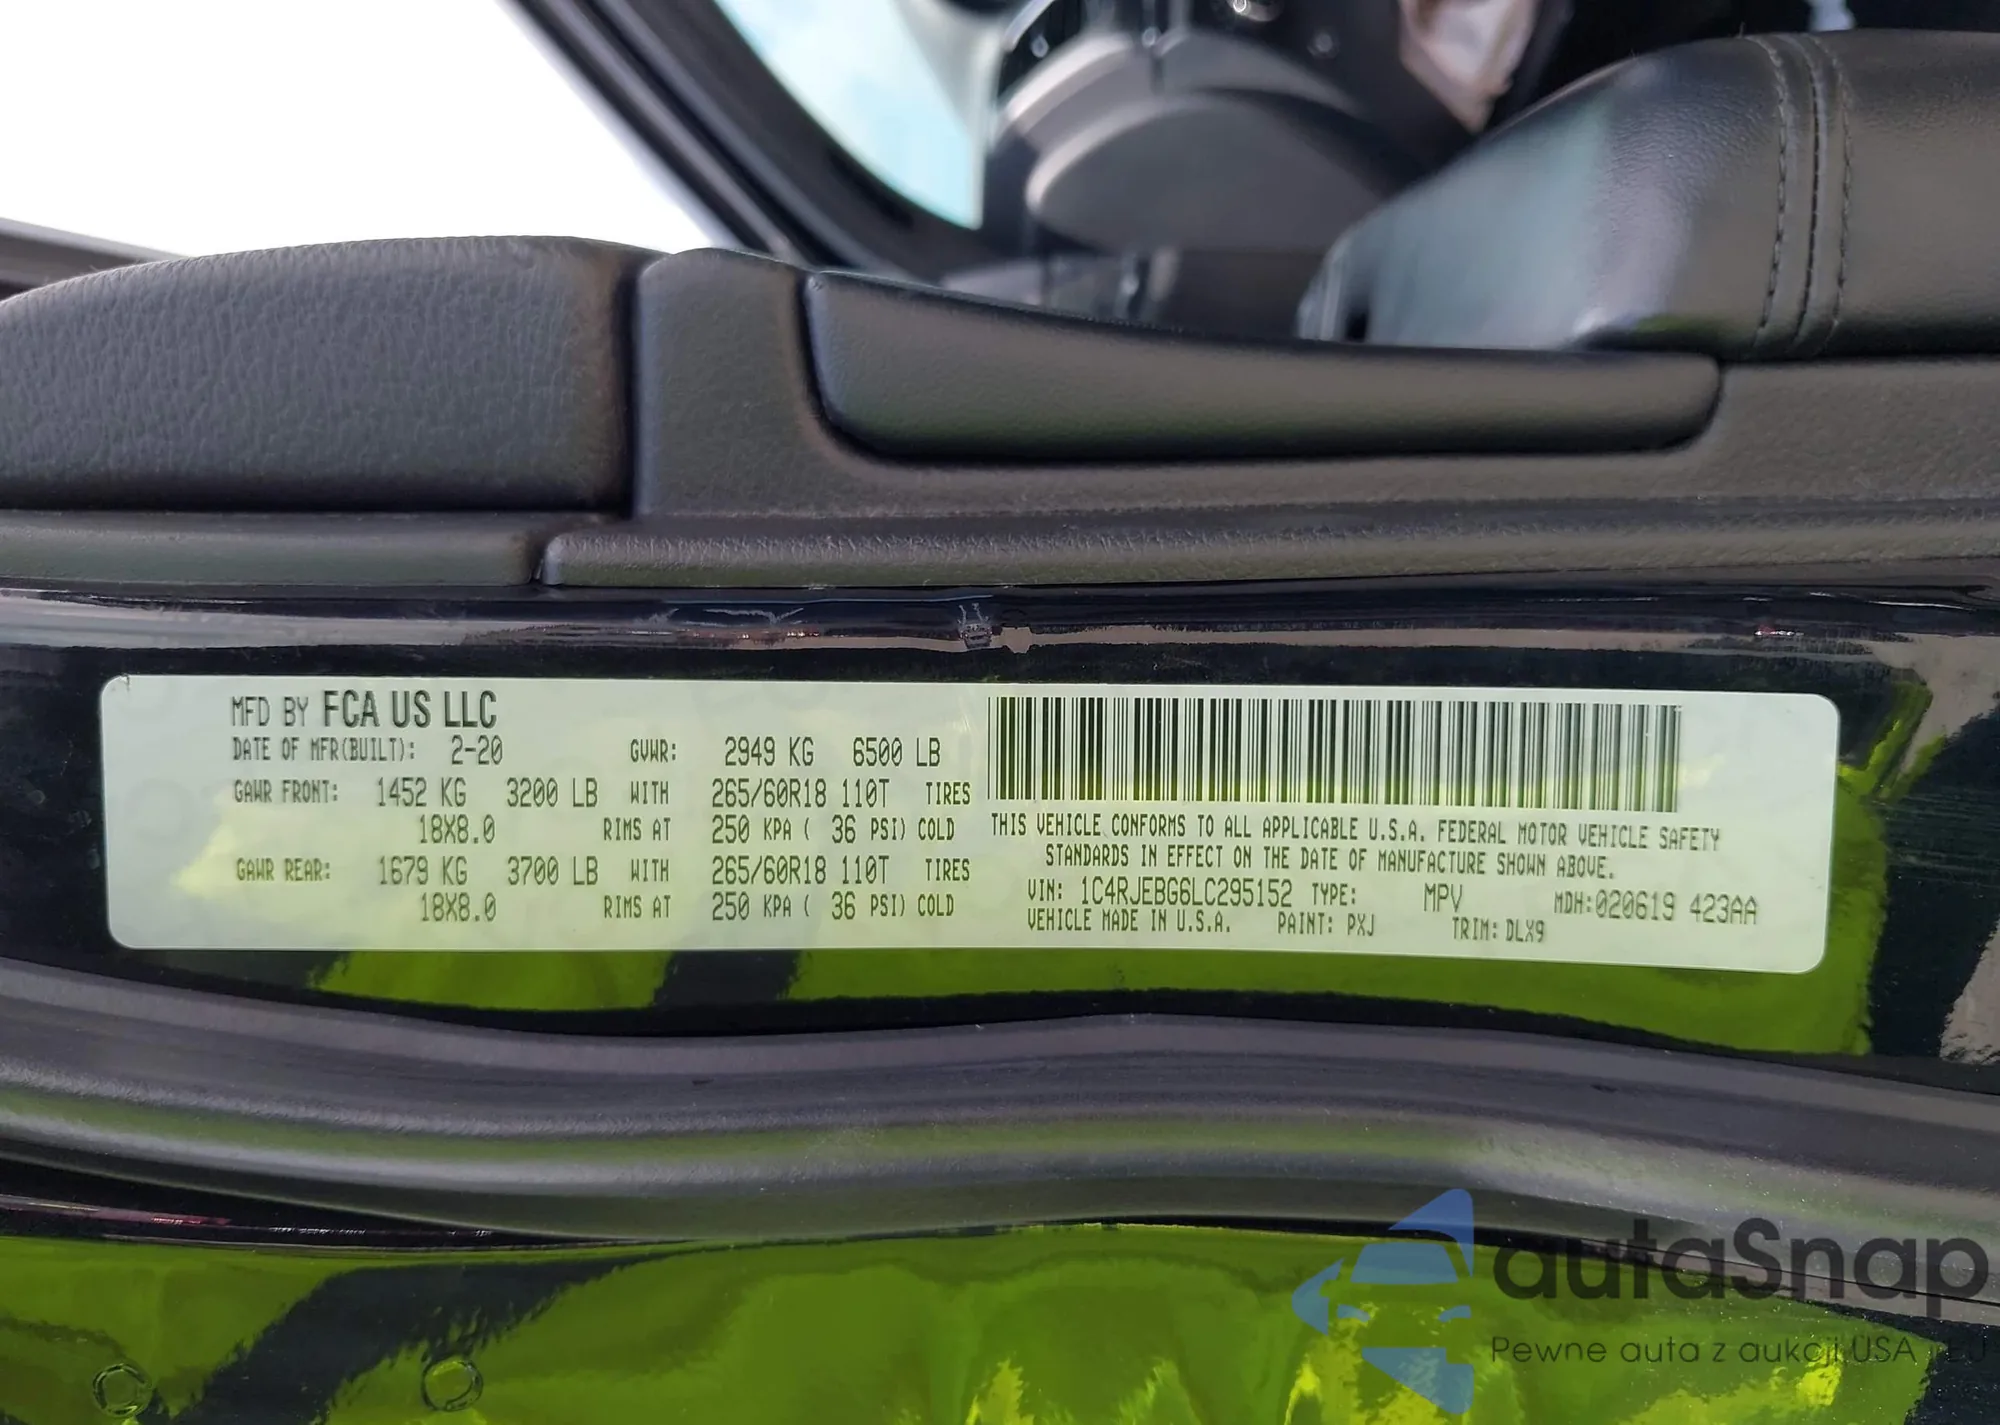 MFD BY FCA US LLC
DATE OF MFR(BUILT): 2-20 GVWR: 2949 KG 6500 LB
GAWR FRONT: 1452 KG 3200 LB WITH 265/60R18 110T TIRES
18X8.0 RIMS AT 250 KPA ( 36 PSI) COLD
GAWR REAR: 1679 KG 3700 LB WITH 265/60R18 110T TIRES
18X8.0 RIMS AT 250 KPA ( 36 PSI) COLD
THIS VEHICLE CONFORMS TO ALL APPLICABLE U.S.A. FEDERAL MOTOR VEHICLE SAFETY
STANDARDS IN EFFECT ON THE DATE OF MANUFACTURE SHOWN ABOVE.
VIN: 1C4RJEBG6LC295152 TYPE: MPV MDH:020619 423AA
VEHICLE MADE IN U.S.A. PAINT: PXJ TRIM: DLX9
autaSnap
Pewne auta z aukcji USA i EU